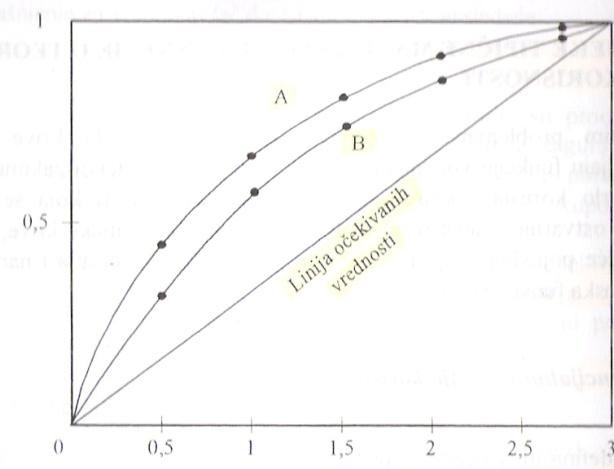 1
A
B
0,5
Linija očekivanih
vrednosti
0 0,5 1 1,5 2 2,5 3